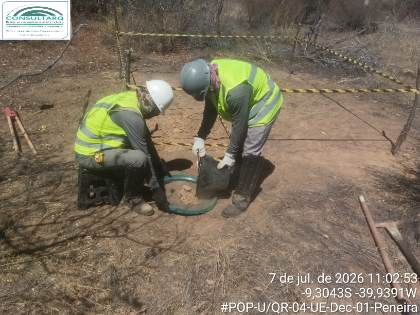 CONSULTARQ
7 de jul. de 2026 11:02:53
-9,3043S -39,9391W
#POP-U/QR-04-UE-Dec-01-Peneira